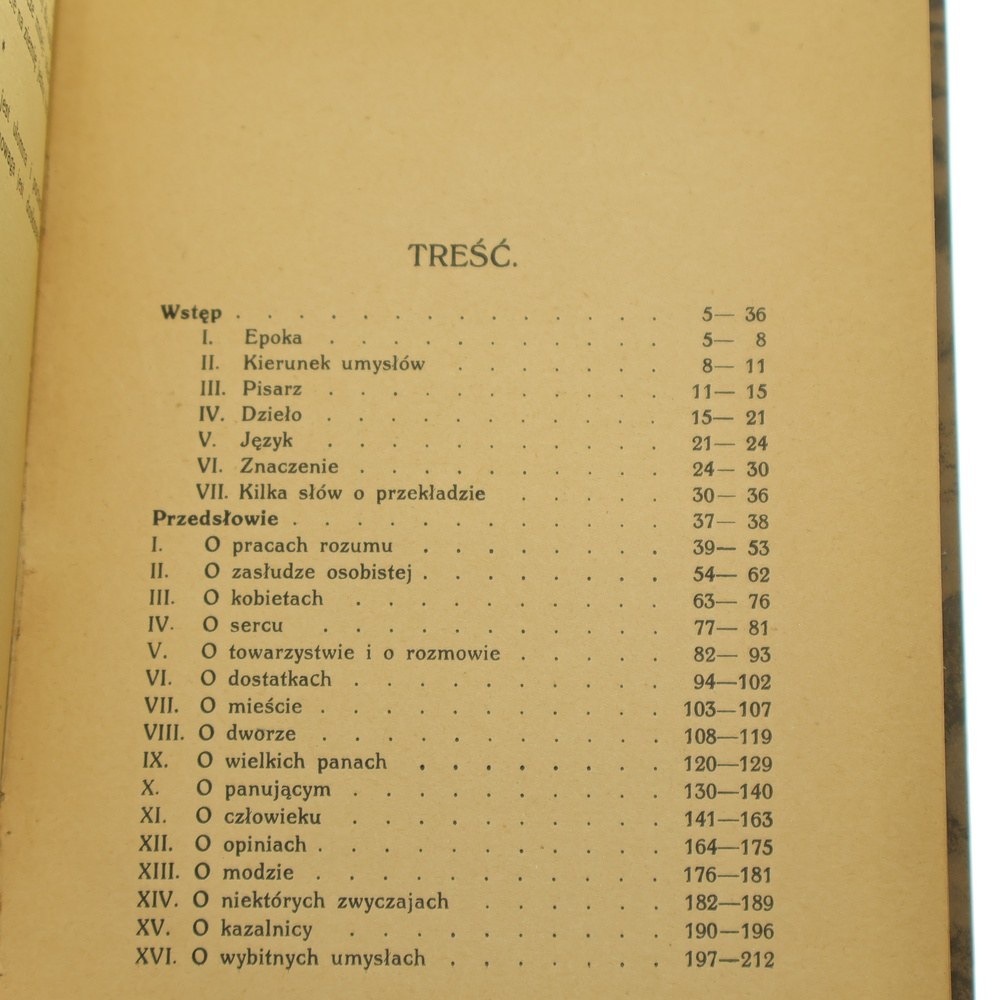 jest ułomna i
TREŚĆ.
Wstęp . . . . . . . . . . . . . . 5— 36
I. Epoka . . . . . . . . . . . 5— 8
II. Kierunek umysłów . . . . . . . 8— 11
III. Pisarz . . . . . . . . . . . 11— 15
IV. Dzieło . . . . . . . . . . . 15— 21
V. Język . . . . . . . . . . . 21— 24
VI. Znaczenie . . . . . . . . . . 24— 30
VII. Kilka słów o przekładzie . . . . . 30— 36
Przedsłowie . . . . . . . . . . . . 37— 38
I. O pracach rozumu . . . . . . . . 39— 53
II. O zasłudze osobistej . . . . . . . . 54— 62
III. O kobietach . . . . . . . . . . 63— 76
IV. O sercu . . . . . . . . . . . 77— 81
V. O towarzystwie i o rozmowie . . . . . 82— 93
VI. O dostatkach . . . . . . . . . . 94—102
VII. O mieście . . . . . . . . . . . 103—107
VIII. O dworze . . . . . . . . . . . 108—119
IX. O wielkich panach . . . . . . . . 120—129
X. O panującym . . . . . . . . . . 130—140
XI. O człowieku . . . . . . . . . . 141—163
XII. O opiniach . . . . . . . . . . . 164—175
XIII. O modzie . . . . . . . . . . . 176—181
XIV. O niektórych zwyczajach . . . . . . 182—189
XV. O kazalnicy . . . . . . . . . . 190—196
XVI. O wybitnych umysłach . . . . . . . 197—212